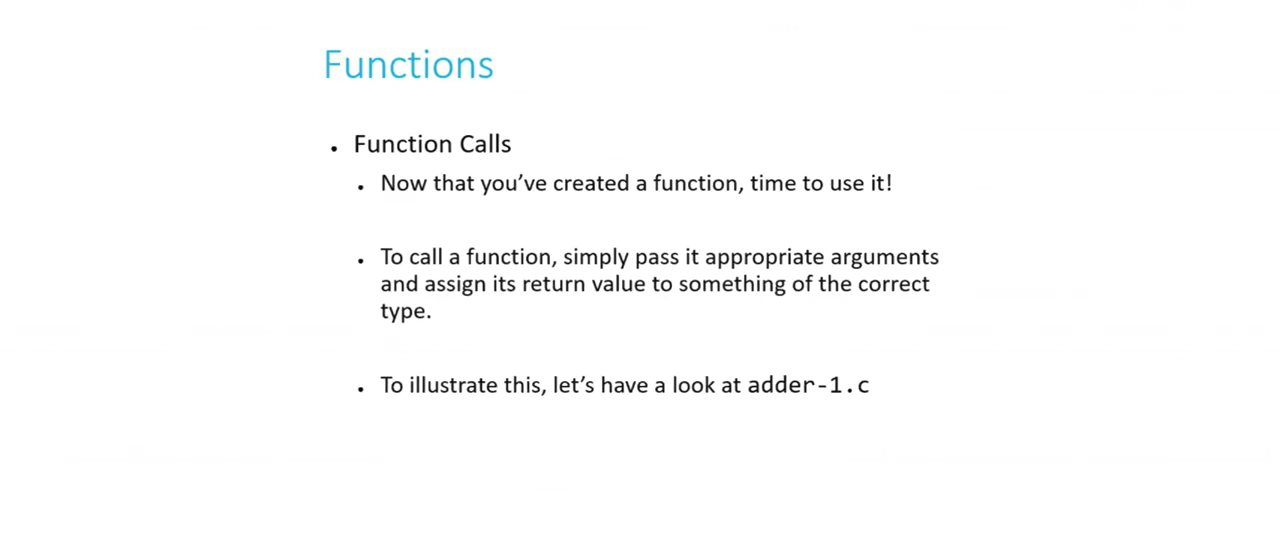 Functions
• Function Calls
• Now that you've created a function, time to use it!
• To call a function, simply pass it appropriate arguments
and assign its return value to something of the correct
type.
• To illustrate this, let's have a look at adder-1.c